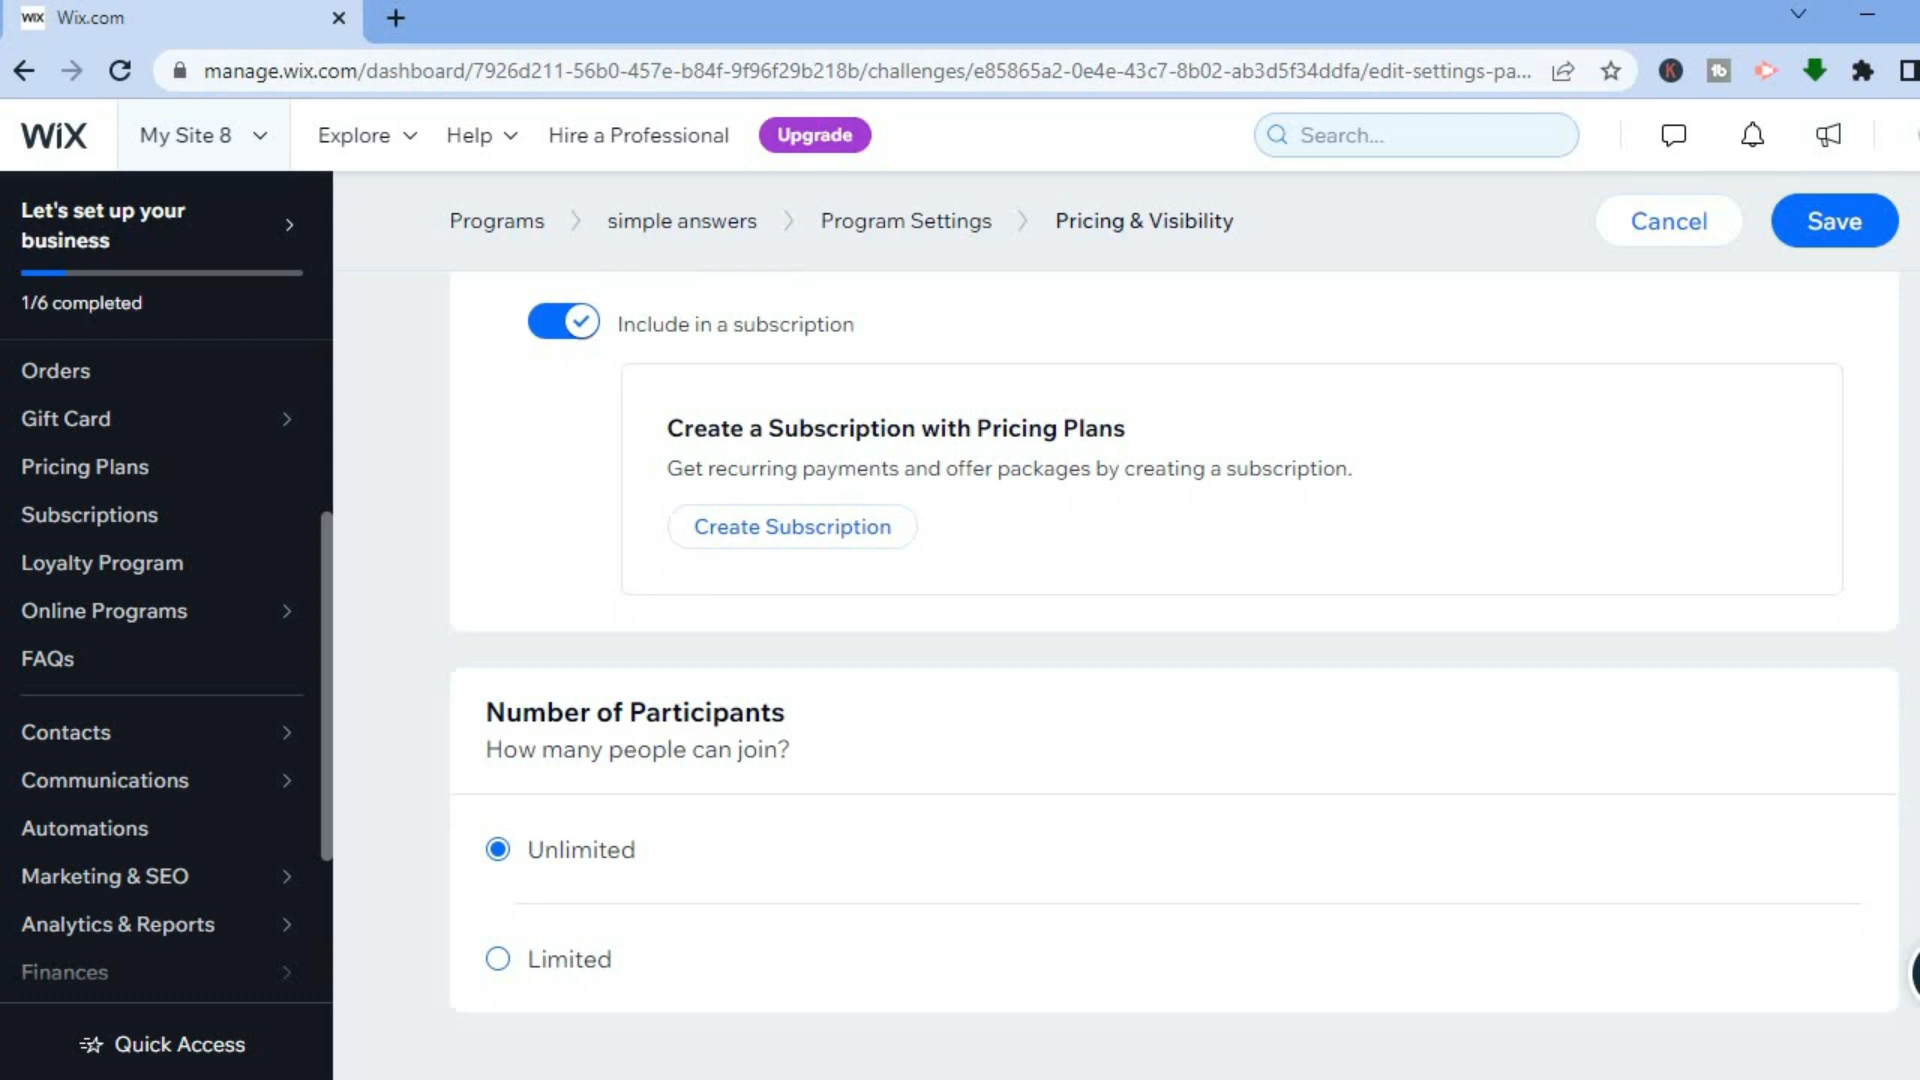 WiX Wix.com
manage.wix.com/dashboard/7926d211-56b0-457e-b84f-9f96f29b218b/challenges/e85865a2-0e4e-43c7-8b02-ab3d5f34ddfa/edit-settings-pa...
K
tb
WiX
My Site 8
Explore
Help
Hire a Professional
Upgrade
Search...
Let's set up your
business
1/6 completed
Orders
Gift Card
Pricing Plans
Subscriptions
Loyalty Program
Online Programs
FAQs
Contacts
Communications
Automations
Marketing & SEO
Analytics & Reports
Finances
Quick Access
Programs
simple answers
Program Settings
Pricing & Visibility
Cancel
Save
Include in a subscription
Create a Subscription with Pricing Plans
Get recurring payments and offer packages by creating a subscription.
Create Subscription
Number of Participants
How many people can join?
Unlimited
Limited